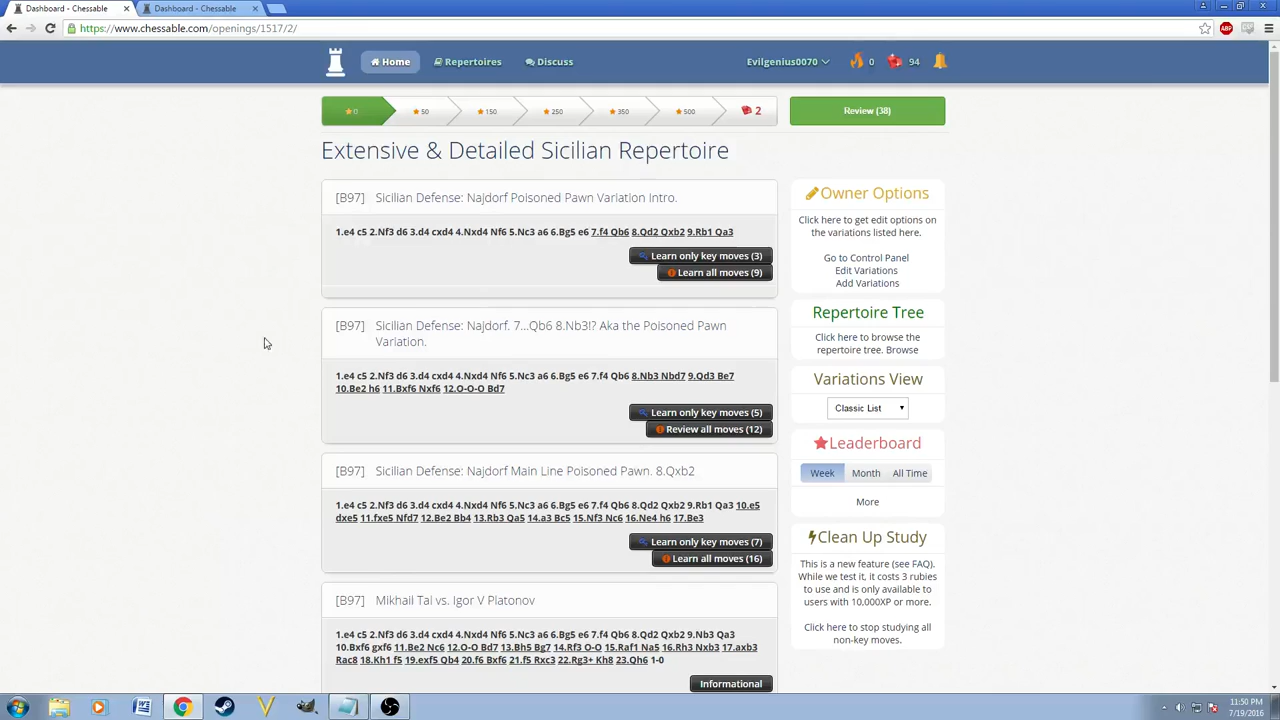 Dashboard - Chessable
Dashboard - Chessable
https://www.chessable.com/openings/1517/2/
ABP
Home
Repertoires
Discuss
Evilgenius0070
0
94
0
50
150
250
350
500
2
Review (38)
Extensive & Detailed Sicilian Repertoire
[B97] Sicilian Defense: Najdorf Poisoned Pawn Variation Intro.
1.e4 c5 2.Nf3 d6 3.d4 cxd4 4.Nxd4 Nf6 5.Nc3 a6 6.Bg5 e6 7.f4 Qb6 8.Qd2 Qxb2 9.Rb1 Qa3
Learn only key moves (3)
Learn all moves (9)
[B97] Sicilian Defense: Najdorf. 7...Qb6 8.Nb3!? Aka the Poisoned Pawn
Variation.
1.e4 c5 2.Nf3 d6 3.d4 cxd4 4.Nxd4 Nf6 5.Nc3 a6 6.Bg5 e6 7.f4 Qb6 8.Nb3 Nbd7 9.Qd3 Be7
10.Be2 h6 11.Bxf6 Nxf6 12.O-O-O Bd7
Learn only key moves (5)
Review all moves (12)
[B97] Sicilian Defense: Najdorf Main Line Poisoned Pawn. 8.Qxb2
1.e4 c5 2.Nf3 d6 3.d4 cxd4 4.Nxd4 Nf6 5.Nc3 a6 6.Bg5 e6 7.f4 Qb6 8.Qd2 Qxb2 9.Rb1 Qa3 10.e5
dxe5 11.fxe5 Nfd7 12.Be2 Bb4 13.Rb3 Qa5 14.a3 Bc5 15.Nf3 Nc6 16.Ne4 h6 17.Be3
Learn only key moves (7)
Learn all moves (16)
[B97] Mikhail Tal vs. Igor V Platonov
1.e4 c5 2.Nf3 d6 3.d4 cxd4 4.Nxd4 Nf6 5.Nc3 a6 6.Bg5 e6 7.f4 Qb6 8.Qd2 Qxb2 9.Nb3 Qa3
10.Bxf6 gxf6 11.Be2 Nc6 12.O-O Bd7 13.Bh5 Bg7 14.Rf3 O-O 15.Raf1 Na5 16.Rh3 Nxb3 17.axb3
Rac8 18.Kh1 f5 19.exf5 Qb4 20.f6 Bxf6 21.f5 Rxc3 22.Rg3+ Kh8 23.Qh6 1-0
Informational
Owner Options
Click here to get edit options on
the variations listed here.
Go to Control Panel
Edit Variations
Add Variations
Repertoire Tree
Click here to browse the
repertoire tree. Browse
Variations View
Classic List
Leaderboard
Week
Month
All Time
More
Clean Up Study
This is a new feature (see FAQ).
While we test it, it costs 3 rubies
to use and is only available to
users with 10.000XP or more.
Click here to stop studying all
non-key moves.
11:50 PM
7/19/2016